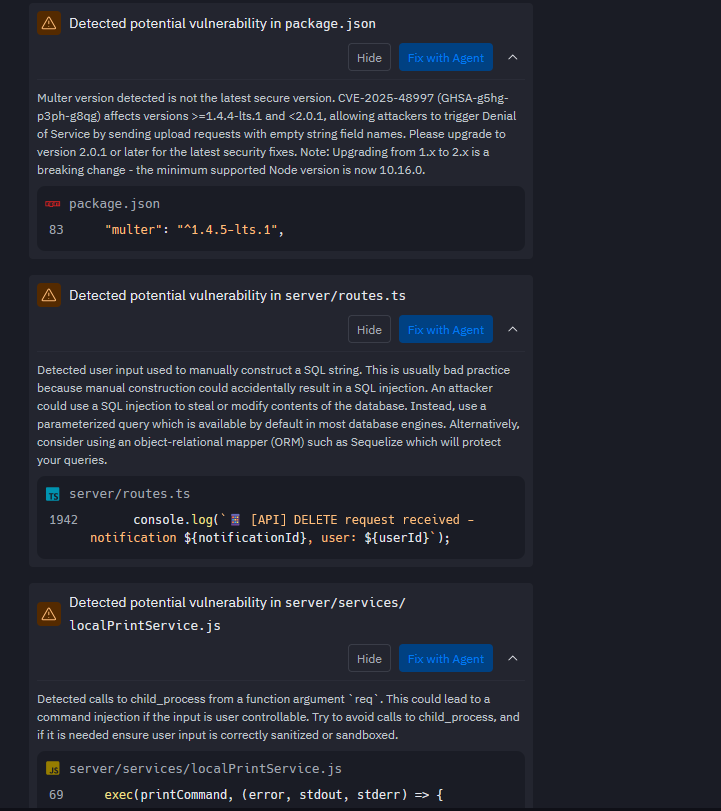 Detected potential vulnerability in package.json
Hide
Fix with Agent
Multer version detected is not the latest secure version. CVE-2025-48997 (GHSA-g5hg-
p3ph-g8qg) affects versions >=1.4.4-lts.1 and <2.0.1, allowing attackers to trigger Denial
of Service by sending upload requests with empty string field names. Please upgrade to
version 2.0.1 or later for the latest security fixes. Note: Upgrading from 1.x to 2.x is a
breaking change - the minimum supported Node version is now 10.16.0.
package.json
83 "multer": "^1.4.5-lts.1",
Detected potential vulnerability in server/routes.ts
Hide
Fix with Agent
Detected user input used to manually construct a SQL string. This is usually bad practice
because manual construction could accidentally result in a SQL injection. An attacker
could use a SQL injection to steal or modify contents of the database. Instead, use a
parameterized query which is available by default in most database engines. Alternatively,
consider using an object-relational mapper (ORM) such as Sequelize which will protect
your queries.
TS server/routes.ts
1942 console.log(` [API] DELETE request received -
notification ${notificationId}, user: ${userId}`);
Detected potential vulnerability in server/services/
localPrintService.js
Hide
Fix with Agent
Detected calls to child_process from a function argument `req`. This could lead to a
command injection if the input is user controllable. Try to avoid calls to child_process, and
if it is needed ensure user input is correctly sanitized or sandboxed.
JS server/services/localPrintService.js
69 exec(printCommand, (error, stdout, stderr) => {